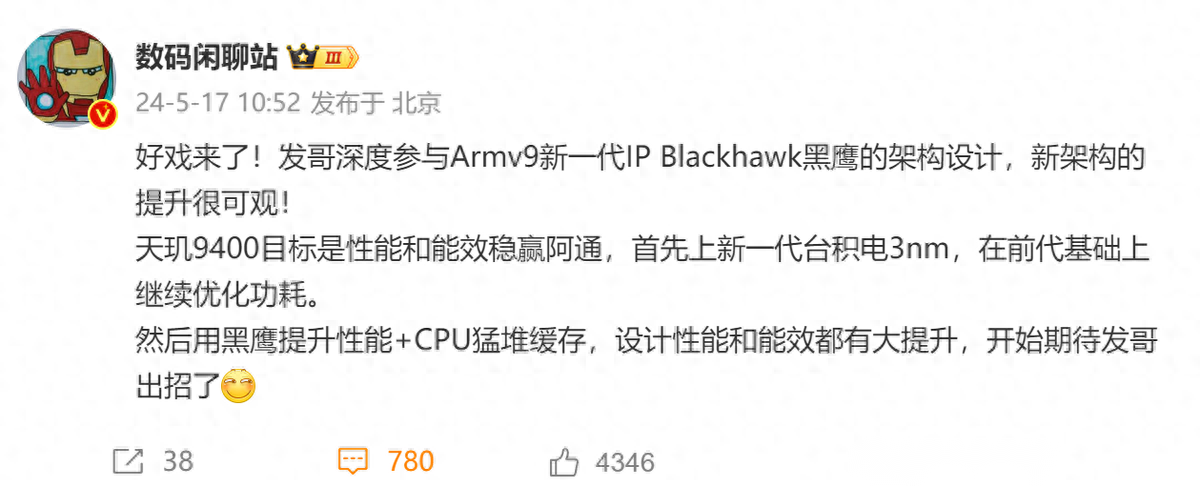 数码闲聊站 III
24-5-17 10:52 发布于 北京
好戏来了！发哥深度参与Armv9新一代IP Blackhawk黑鹰的架构设计，新架构的
提升很可观！
天玑9400目标是性能和能效稳赢阿通，首先上新一代台积电3nm，在前代基础上
继续优化功耗。
然后用黑鹰提升性能+CPU猛堆缓存，设计性能和能效都有大提升，开始期待发哥
出招了
38 780 4346